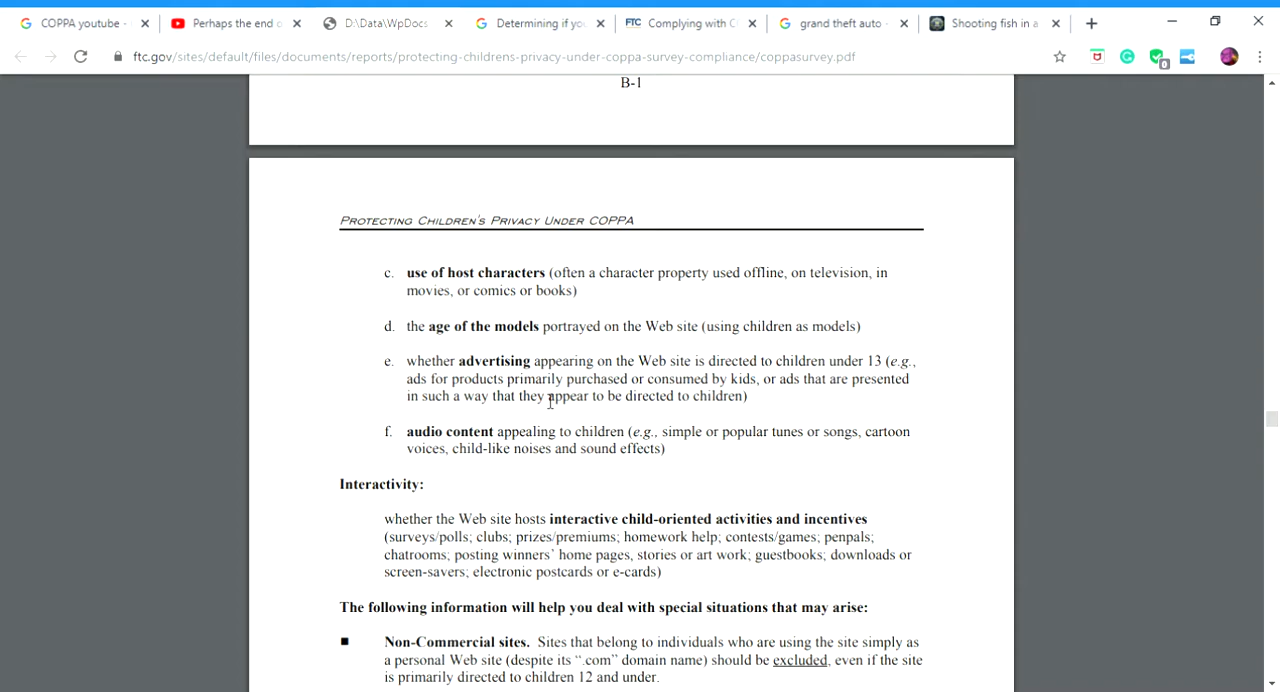 COPPA youtube -
Perhaps the end o
D:\Data\WpDocs
Determining if you
FTC Complying with C
grand theft auto -
Shooting fish in a
ftc.gov/sites/default/files/documents/reports/protecting-childrens-privacy-under-coppa-survey-compliance/coppasurvey.pdf
0
B-1
PROTECTING CHILDREN'S PRIVACY UNDER COPPA
c. use of host characters (often a character property used offline, on television, in
movies, or comics or books)
d. the age of the models portrayed on the Web site (using children as models)
e. whether advertising appearing on the Web site is directed to children under 13 (e.g.,
ads for products primarily purchased or consumed by kids, or ads that are presented
in such a way that they appear to be directed to children)
f. audio content appealing to children (e.g., simple or popular tunes or songs, cartoon
voices, child-like noises and sound effects)
Interactivity:
whether the Web site hosts interactive child-oriented activities and incentives
(surveys/polls; clubs; prizes/premiums; homework help; contests/games; penpals;
chatrooms; posting winners' home pages, stories or art work; guestbooks; downloads or
screen-savers; electronic postcards or e-cards)
The following information will help you deal with special situations that may arise:
■ Non-Commercial sites. Sites that belong to individuals who are using the site simply as
a personal Web site (despite its ".com" domain name) should be excluded, even if the site
is primarily directed to children 12 and under.